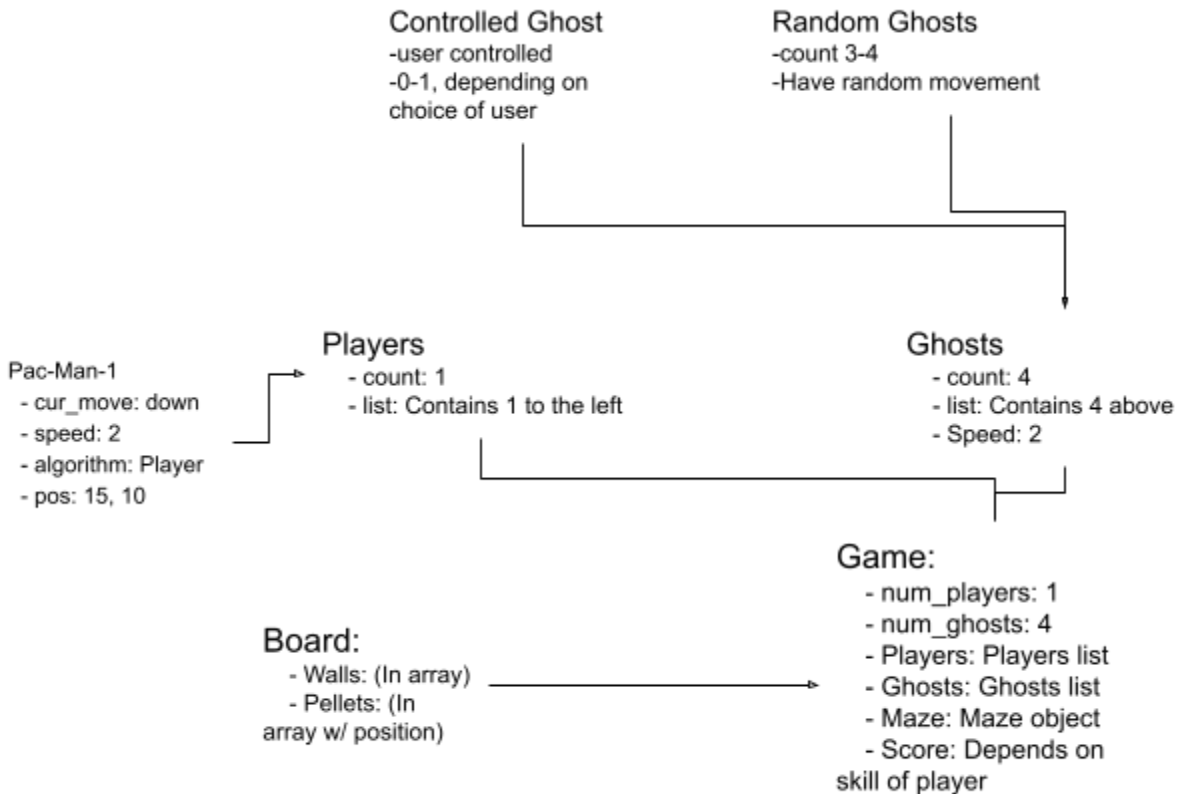 Controlled Ghost
-user controlled
-0-1, depending on
choice of user
Random Ghosts
-count 3-4
-Have random movement
Pac-Man-1
- cur_move: down
- speed: 2
- algorithm: Player
- pos: 15, 10
Players
- count: 1
- list: Contains 1 to the left
Ghosts
- count: 4
- list: Contains 4 above
- Speed: 2
Board:
- Walls: (In array)
- Pellets: (In
array w/ position)
Game:
- num_players: 1
- num_ghosts: 4
- Players: Players list
- Ghosts: Ghosts list
- Maze: Maze object
- Score: Depends on
skill of player